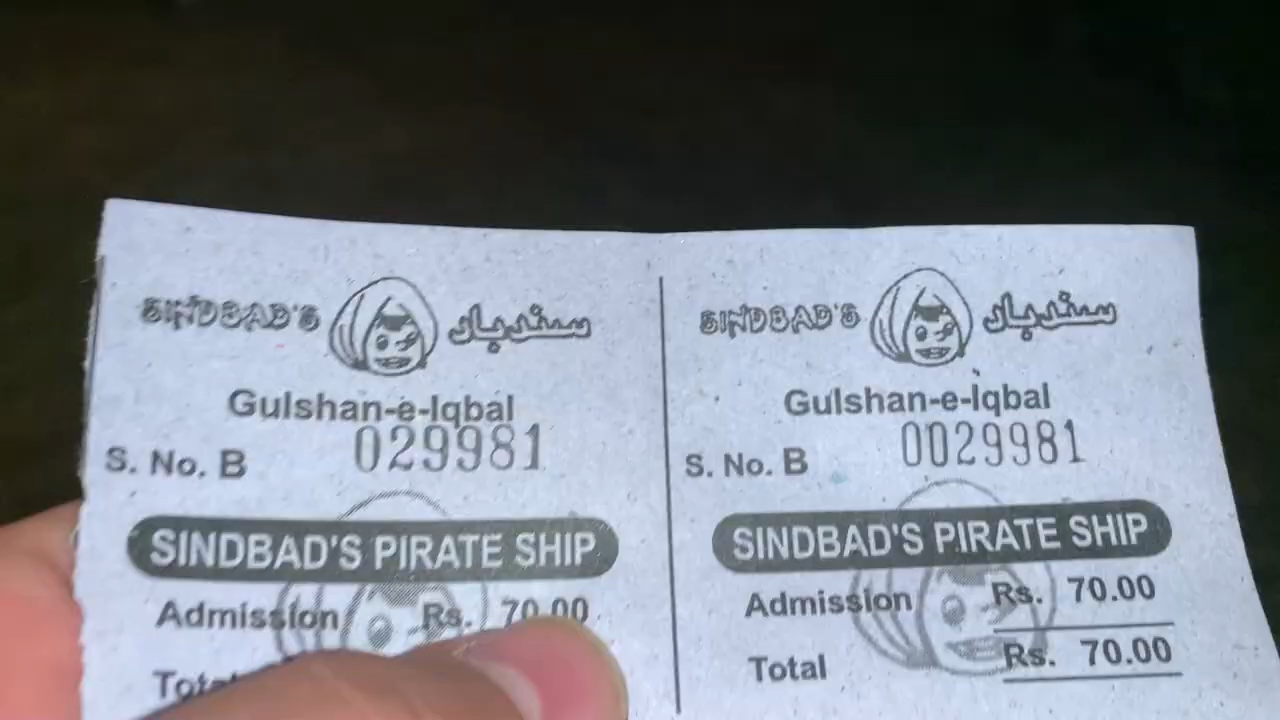 SINDBAD'S سندباد
Gulshan-e-Iqbal
029981
S. No. B
SINDBAD'S PIRATE SHIP
Admission Rs. 70.00
Total
SINDBAD'S سندباد
Gulshan-e-Iqbal
0029981
S. No. B
SINDBAD'S PIRATE SHIP
Admission Rs. 70.00
Total Rs. 70.00